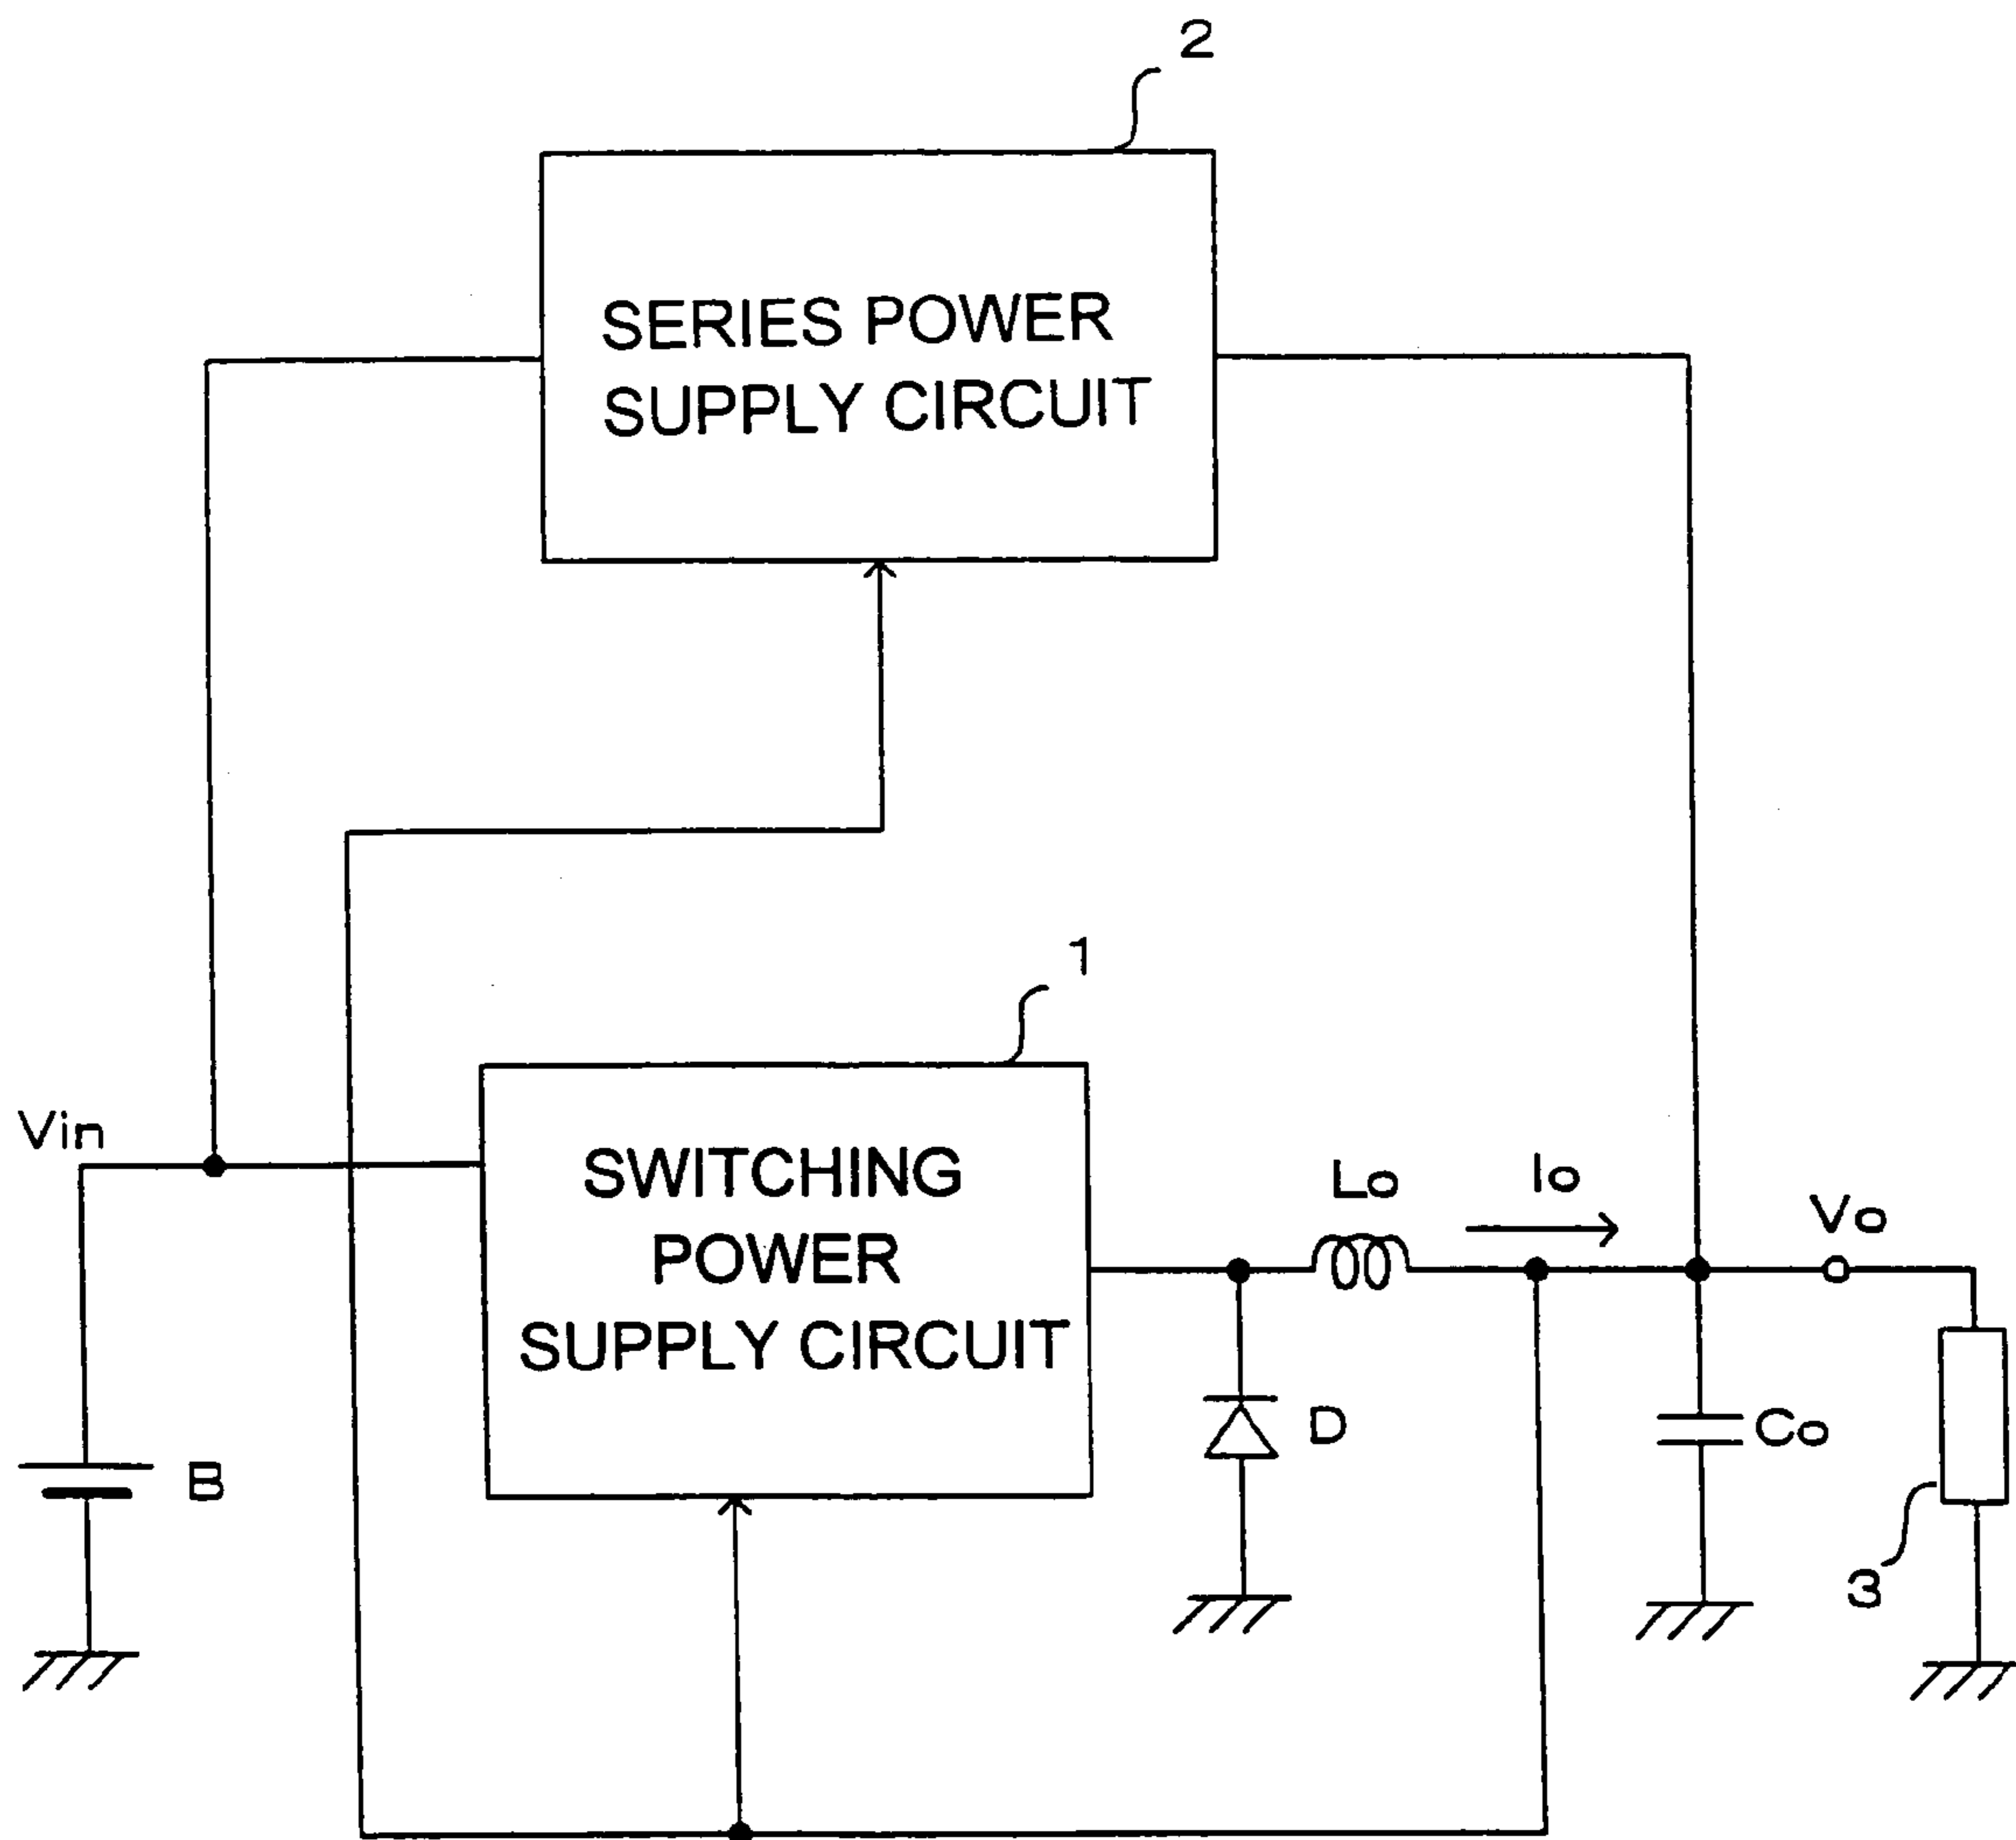 2
SERIES POWER
SUPPLY CIRCUIT
1
Vin
SWITCHING
POWER
SUPPLY CIRCUIT
Lo
Io
Vo
D
Co
B
3